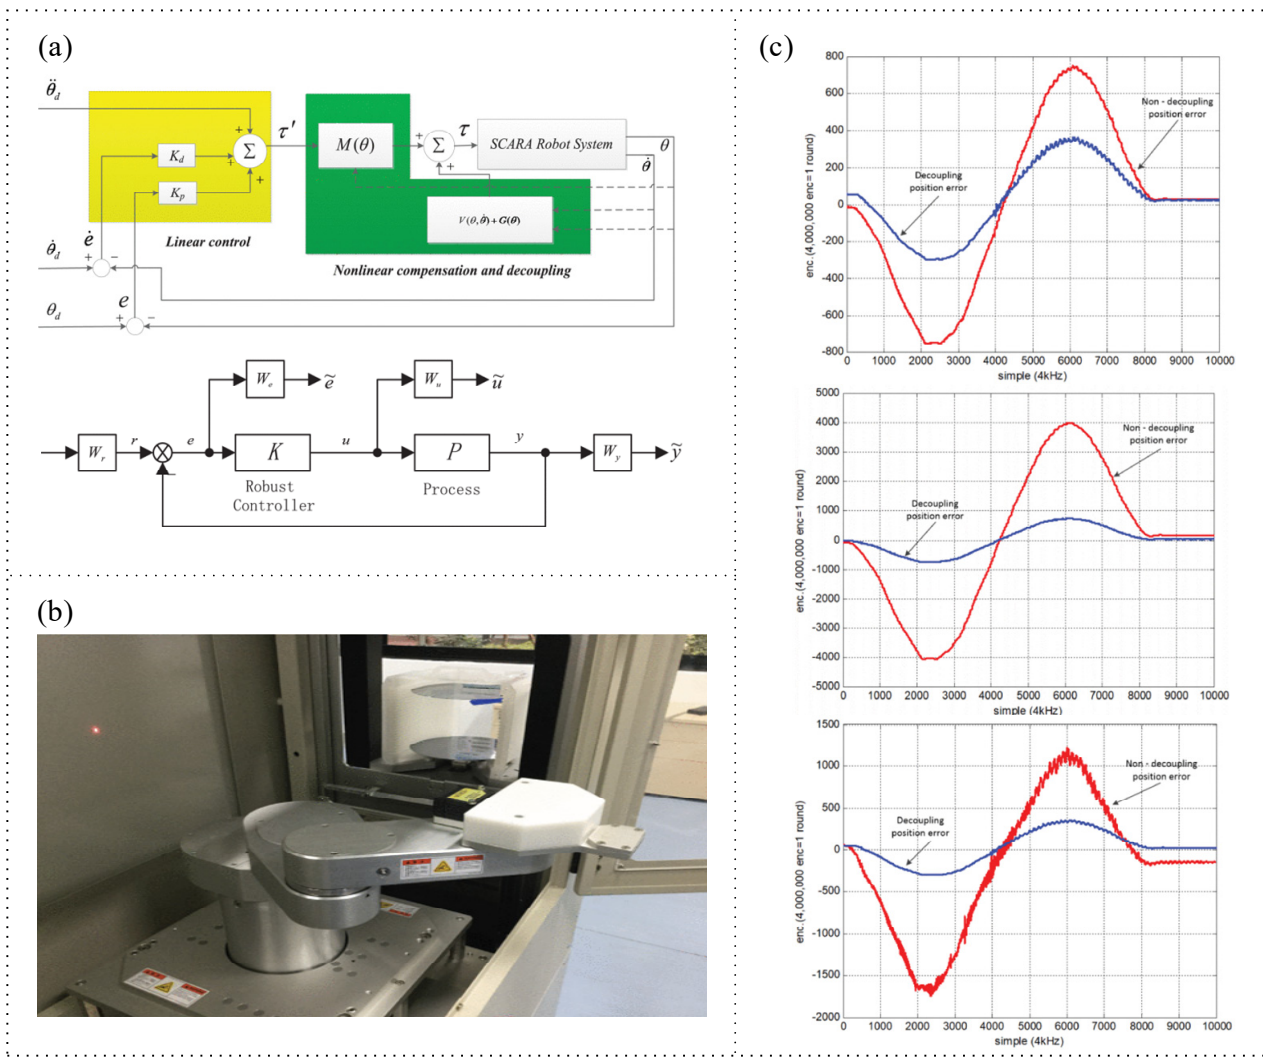 (a)
θ̈d
Kd
Kp
+
+
+
Σ
τ′
M(θ)
+
Σ
+
τ
SCARA Robot System
θ
θ̇
V(θ,θ̇)+G(θ)
Linear control
Nonlinear compensation and decoupling
θ̇d
+
ė
−
θd
+
e
−
We
ẽ
Wu
ũ
Wr
r
e
K
u
P
y
Wy
ỹ
−
Robust
Controller
Process
(b)
(c)
800
600
400
200
0
-200
-400
-600
-800
enc.(4,000,000 enc=1 round)
Non - decoupling
position error
Decoupling
position error
0 1000 2000 3000 4000 5000 6000 7000 8000 9000 10000
simple (4kHz)
5000
4000
3000
2000
1000
0
-1000
-2000
-3000
-4000
-5000
enc.(4,000,000 enc=1 round)
Non - decoupling
position error
Decoupling
position error
0 1000 2000 3000 4000 5000 6000 7000 8000 9000 10000
simple (4kHz)
1500
1000
500
0
-500
-1000
-1500
-2000
enc.(4,000,000 enc=1 round)
Non - decoupling
position error
Decoupling
position error
0 1000 2000 3000 4000 5000 6000 7000 8000 9000 10000
simple (4kHz)